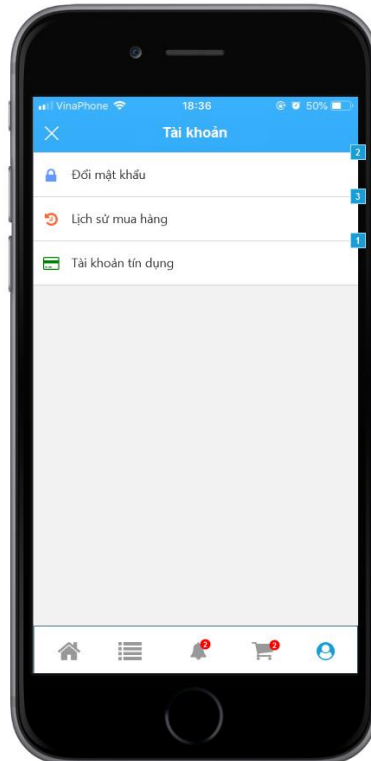 VinaPhone 18:36 50%
Tài khoản
2
Đổi mật khẩu
3
Lịch sử mua hàng
1
Tài khoản tín dụng
2 2